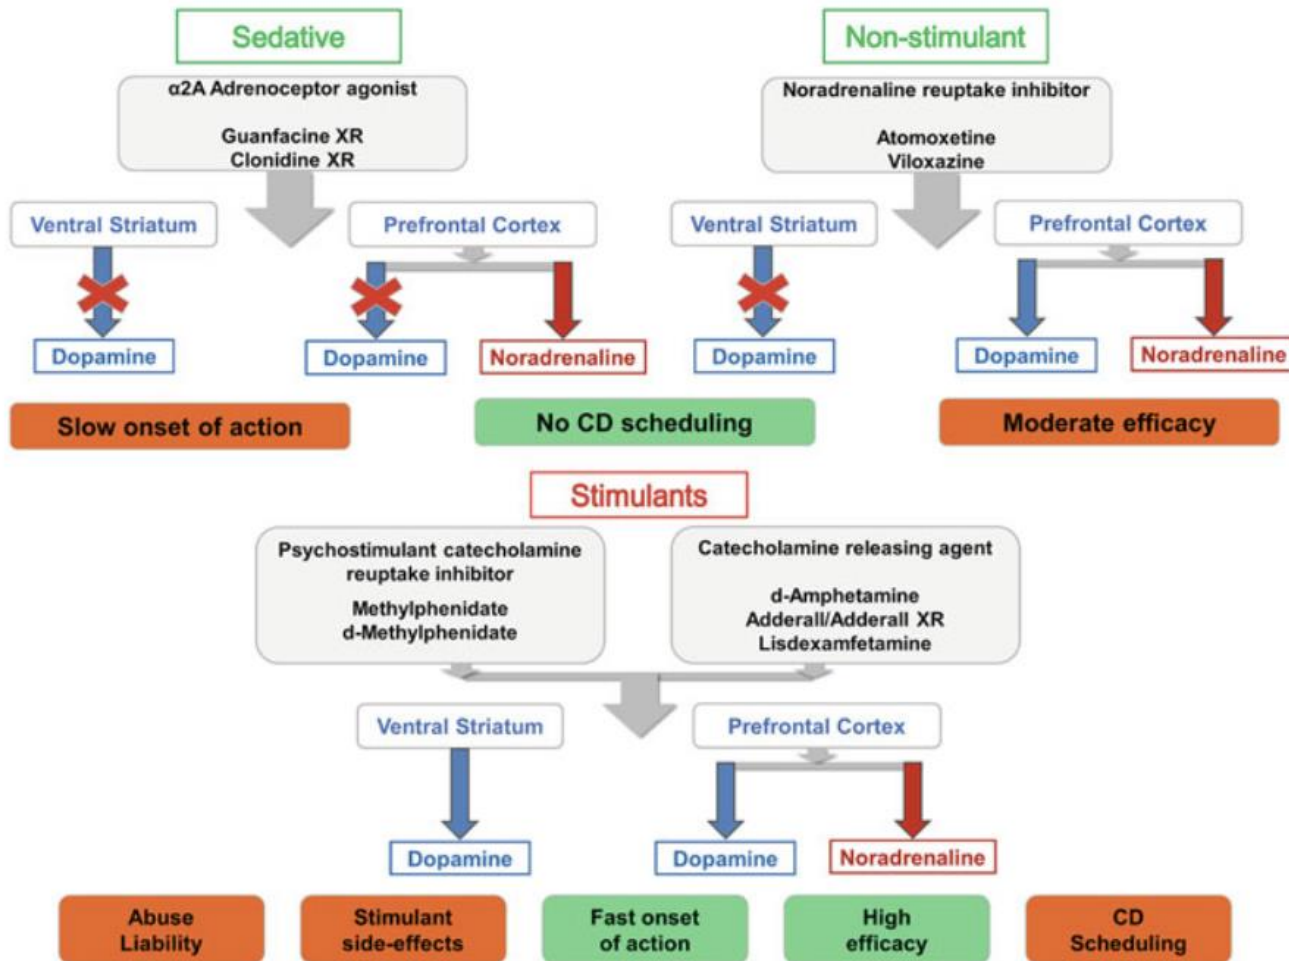 Sedative
α2A Adrenoceptor agonist
Guanfacine XR
Clonidine XR
Ventral Striatum
Prefrontal Cortex
Dopamine
Dopamine
Noradrenaline
Non-stimulant
Noradrenaline reuptake inhibitor
Atomoxetine
Viloxazine
Ventral Striatum
Prefrontal Cortex
Dopamine
Dopamine
Noradrenaline
Slow onset of action
No CD scheduling
Moderate efficacy
Stimulants
Psychostimulant catecholamine
reuptake inhibitor
Methylphenidate
d-Methylphenidate
Catecholamine releasing agent
d-Amphetamine
Adderall/Adderall XR
Lisdexamfetamine
Ventral Striatum
Prefrontal Cortex
Dopamine
Dopamine
Noradrenaline
Abuse
Liability
Stimulant
side-effects
Fast onset
of action
High
efficacy
CD
Scheduling